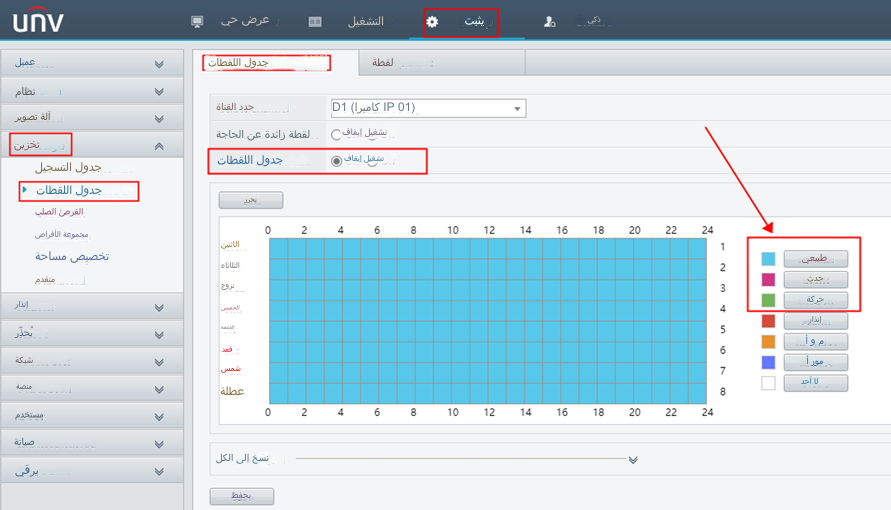 unv
عرض حي
التشغيل
يثبت
ذكي
عميل
نظام
آلة تصوير
تخزين
جدول التسجيل
جدول اللقطات
القرص الصلب
مجموعة الأقراص
تخصيص مساحة
متقدم
إنذار
يُحذّر
شبكة
منصة
مستخدم
صيانة
برقي
جدول اللقطات
لقطة
حدد القناة
D1 (كاميرا IP 01)
لقطة زائدة عن الحاجة
تشغيل إيقاف
جدول اللقطات
تشغيل إيقاف
يحرر
0 2 4 6 8 10 12 14 16 18 20 22 24
الاثنين 1
الثلاثاء 2
تزوج 3
الخميس 4
الجمعة 5
قعد 6
شمس 7
عطلة 8
0 2 4 6 8 10 12 14 16 18 20 22 24
طبيعي
حدث
حركة
إنذار
م و أ
مور أ
لا أحد
نسخ إلى الكل
يحفظ